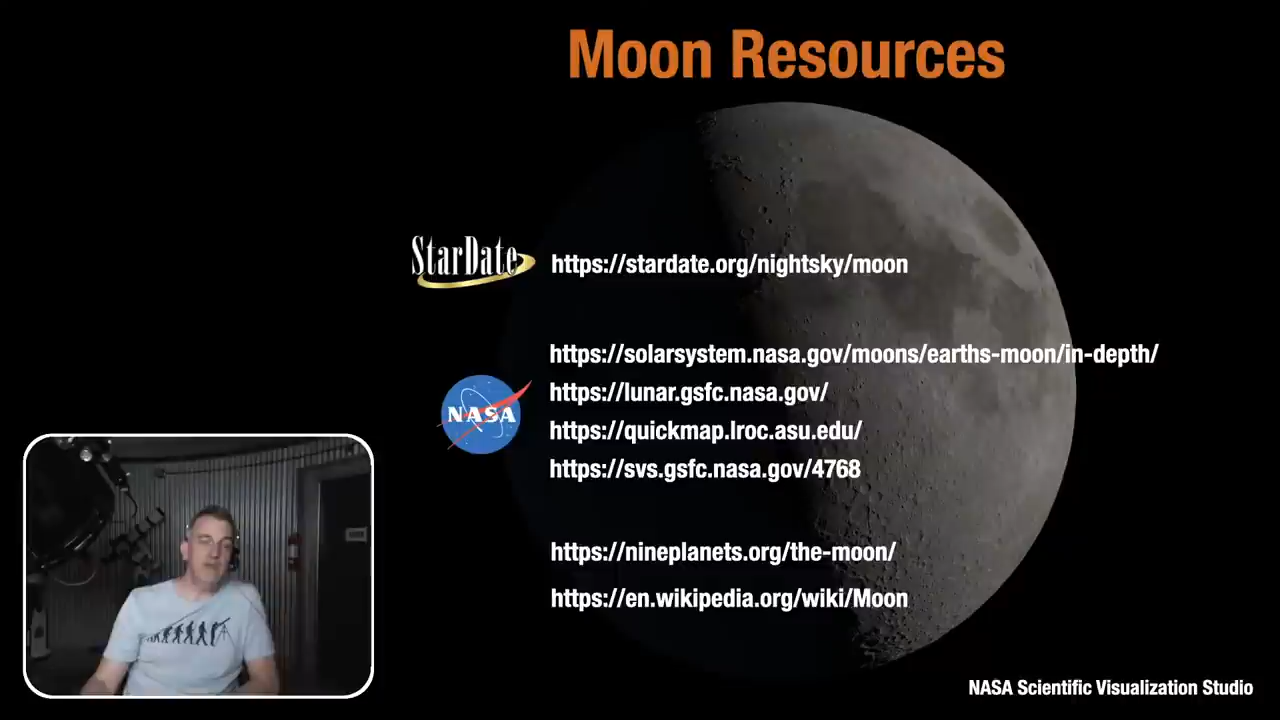 Moon Resources
StarDate
https://stardate.org/nightsky/moon
https://solarsystem.nasa.gov/moons/earths-moon/in-depth/
https://lunar.gsfc.nasa.gov/
NASA
https://quickmap.lroc.asu.edu/
https://svs.gsfc.nasa.gov/4768
https://nineplanets.org/the-moon/
https://en.wikipedia.org/wiki/Moon
NASA Scientific Visualization Studio